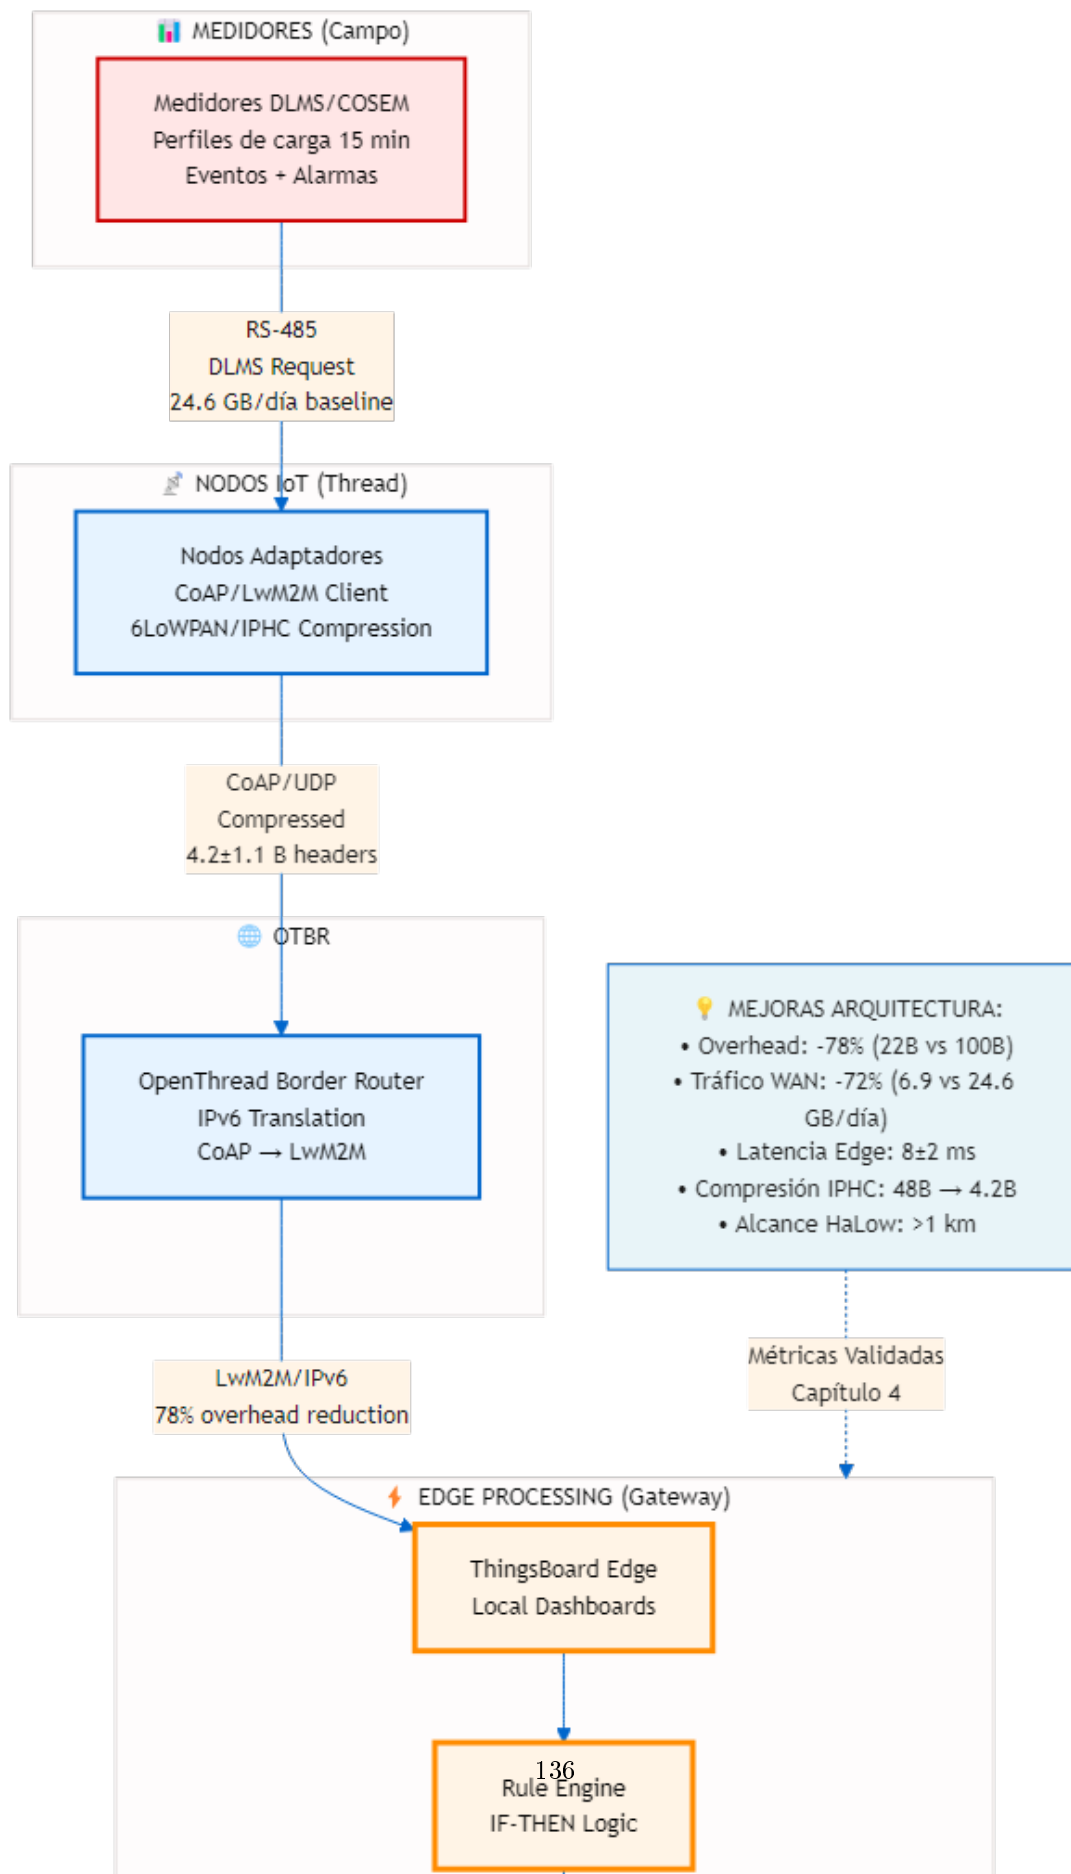 MEDIDORES (Campo)
Medidores DLMS/COSEM
Perfiles de carga 15 min
Eventos + Alarmas
RS-485
DLMS Request
24.6 GB/día baseline
NODOS IoT (Thread)
Nodos Adaptadores
CoAP/LwM2M Client
6LoWPAN/IPHC Compression
CoAP/UDP
Compressed
4.2±1.1 B headers
OTBR
OpenThread Border Router
IPv6 Translation
CoAP → LwM2M
MEJORAS ARQUITECTURA:
• Overhead: -78% (22B vs 100B)
• Tráfico WAN: -72% (6.9 vs 24.6
GB/día)
• Latencia Edge: 8±2 ms
• Compresión IPHC: 48B → 4.2B
• Alcance HaLow: >1 km
LwM2M/IPv6
78% overhead reduction
Métricas Validadas
Capítulo 4
EDGE PROCESSING (Gateway)
ThingsBoard Edge
Local Dashboards
136
Rule Engine
IF-THEN Logic